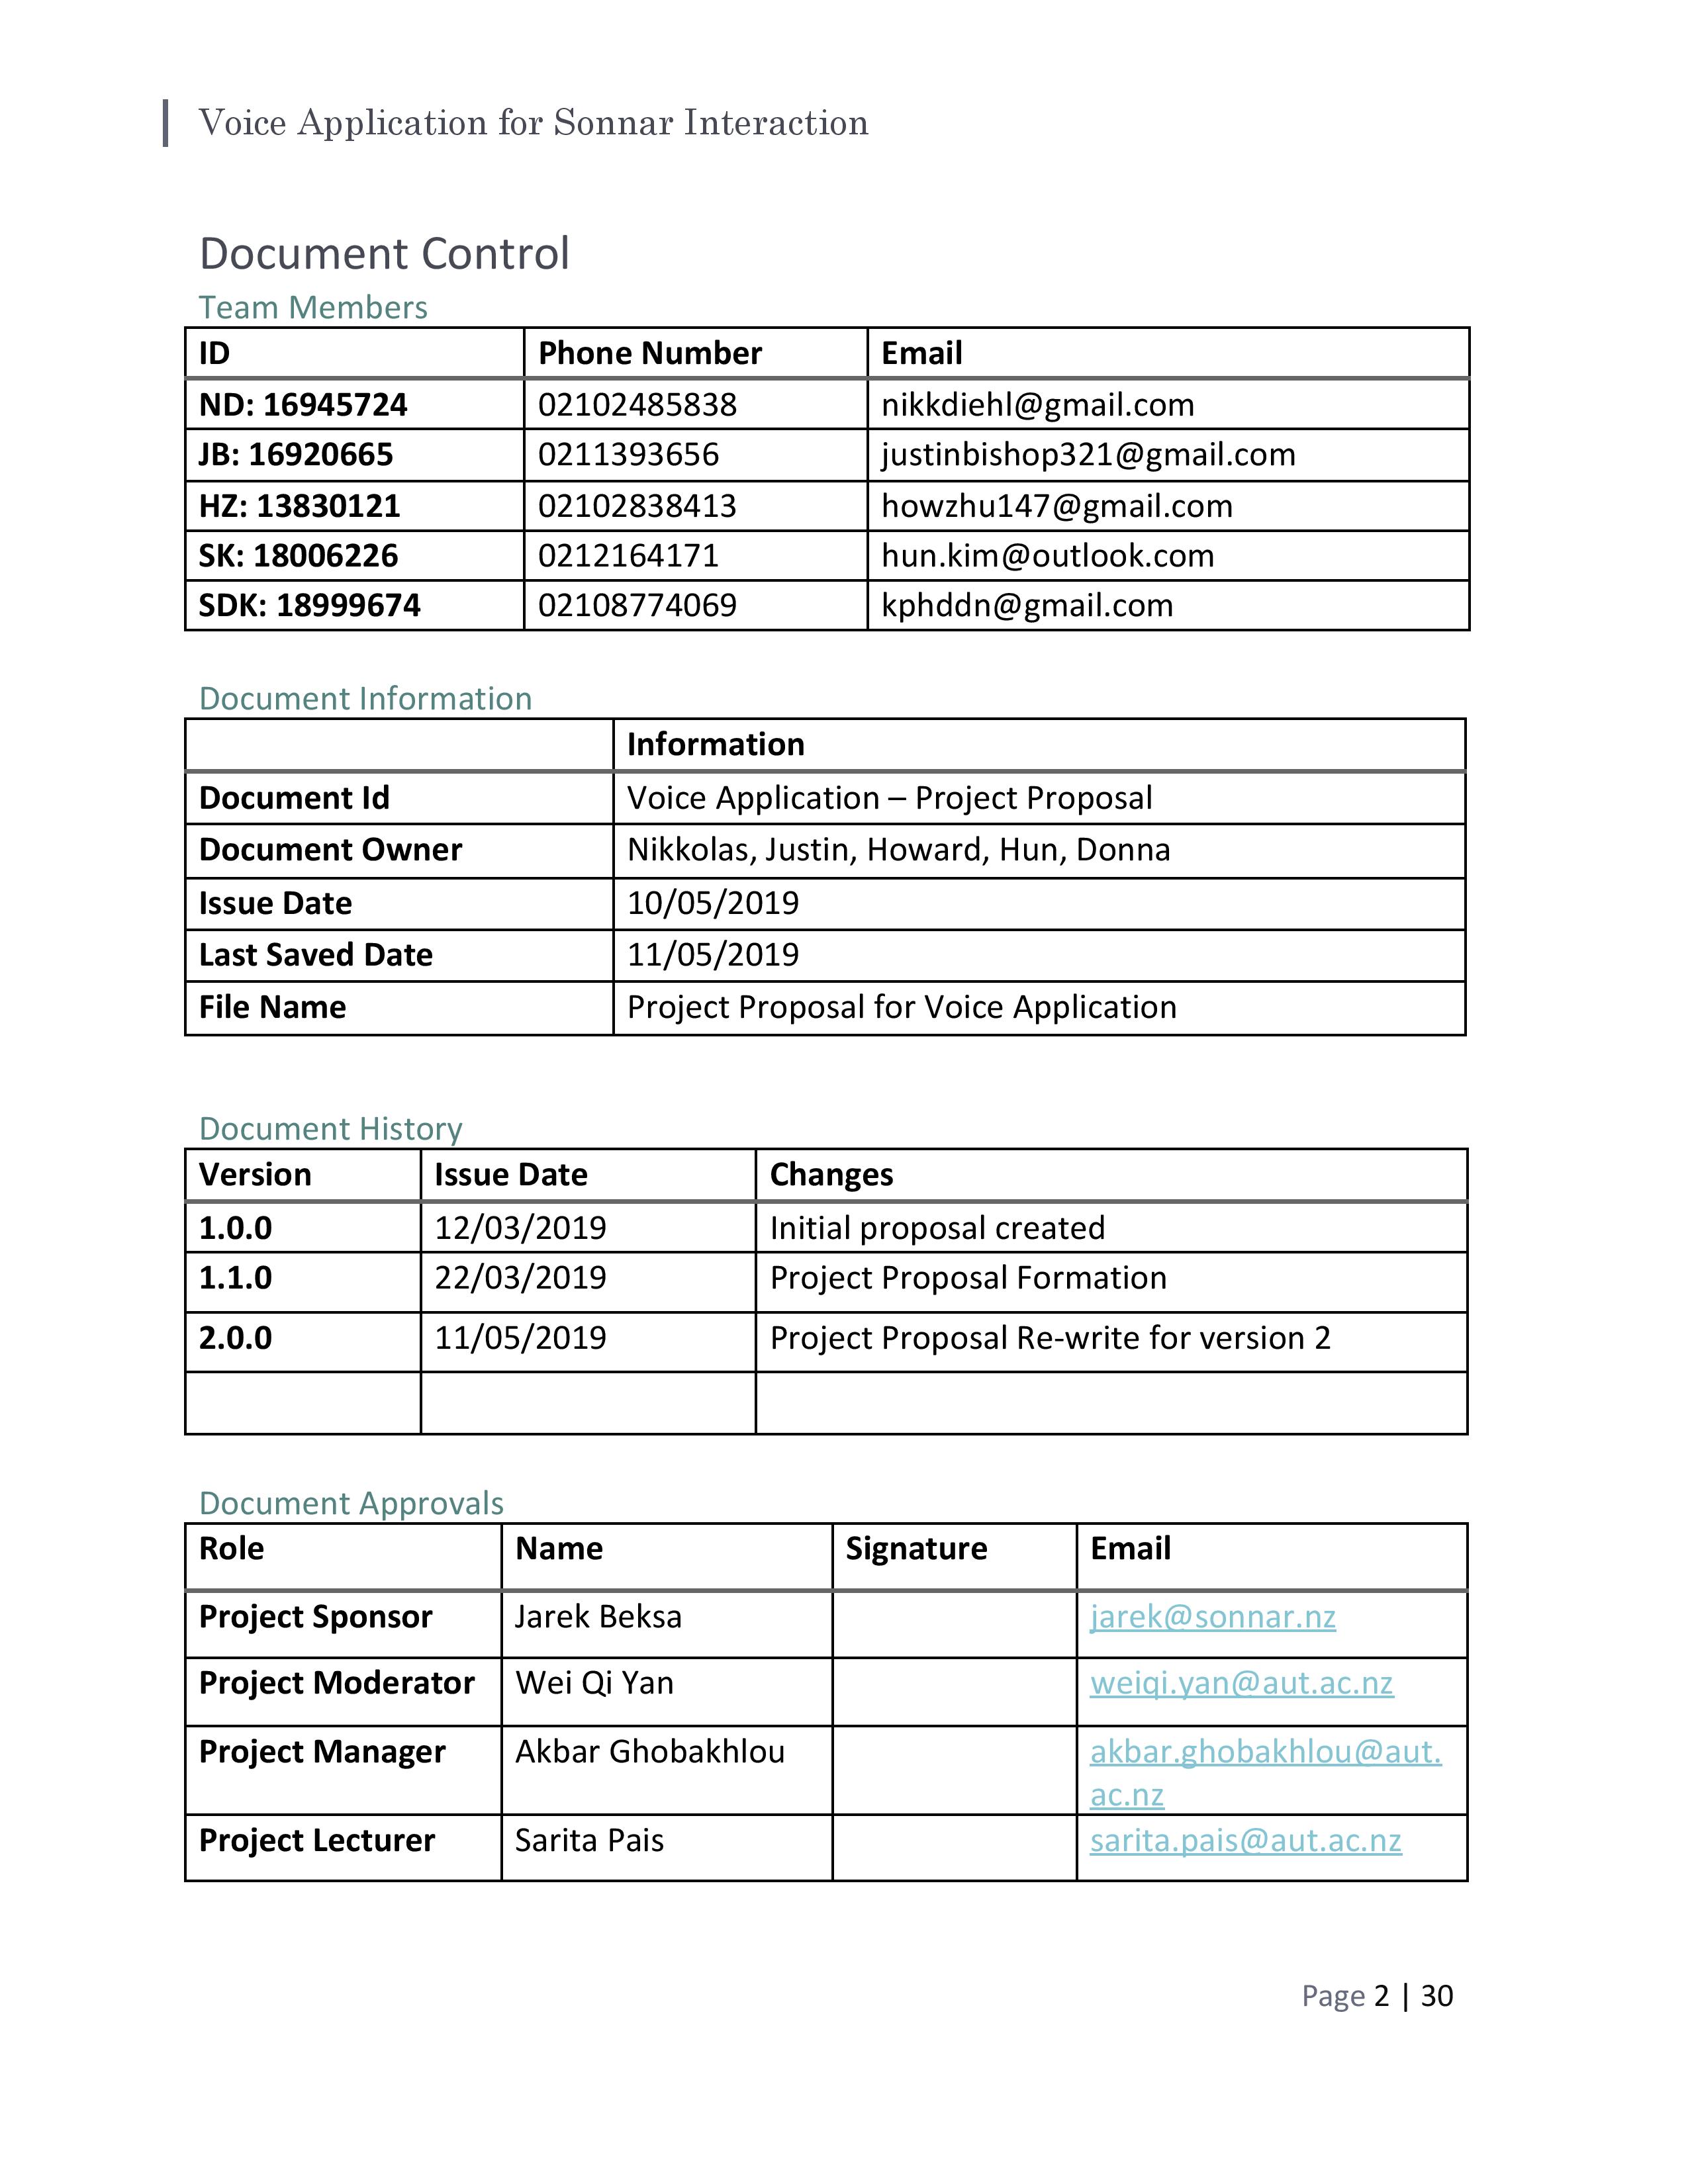 Voice Application for Sonnar Interaction
Document Control
Team Members
ID Phone Number Email
ND: 16945724 02102485838 nikkdiehl@gmail.com
JB: 16920665 0211393656 justinbishop321@gmail.com
HZ: 13830121 02102838413 howzhu147@gmail.com
SK: 18006226 0212164171 hun.kim@outlook.com
SDK: 18999674 02108774069 kphddn@gmail.com
Document Information
Information
Document Id Voice Application – Project Proposal
Document Owner Nikkolas, Justin, Howard, Hun, Donna
Issue Date 10/05/2019
Last Saved Date 11/05/2019
File Name Project Proposal for Voice Application
Document History
Version Issue Date Changes
1.0.0 12/03/2019 Initial proposal created
1.1.0 22/03/2019 Project Proposal Formation
2.0.0 11/05/2019 Project Proposal Re-write for version 2
Document Approvals
Role Name Signature Email
Project Sponsor Jarek Beksa jarek@sonnar.nz
Project Moderator Wei Qi Yan weiqi.yan@aut.ac.nz
Project Manager Akbar Ghobakhlou akbar.ghobakhlou@aut.
ac.nz
Project Lecturer Sarita Pais sarita.pais@aut.ac.nz
Page 2 | 30